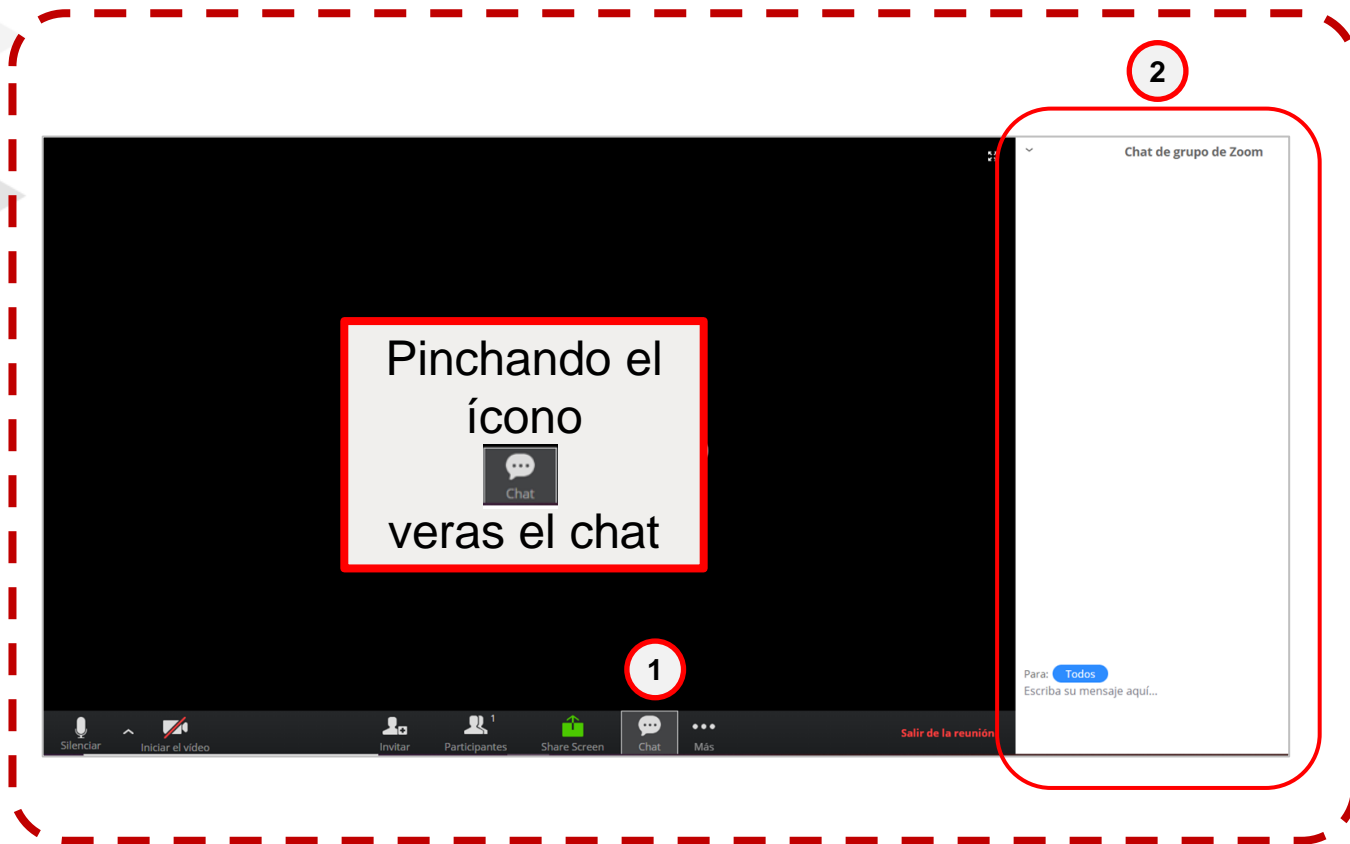 2
Chat de grupo de Zoom
Pinchando el
ícono
Chat
veras el chat
1
Para: Todos
Escriba su mensaje aquí...
Silenciar
Iniciar el vídeo
Invitar
1
Participantes
Share Screen
Chat
Más
Salir de la reunión